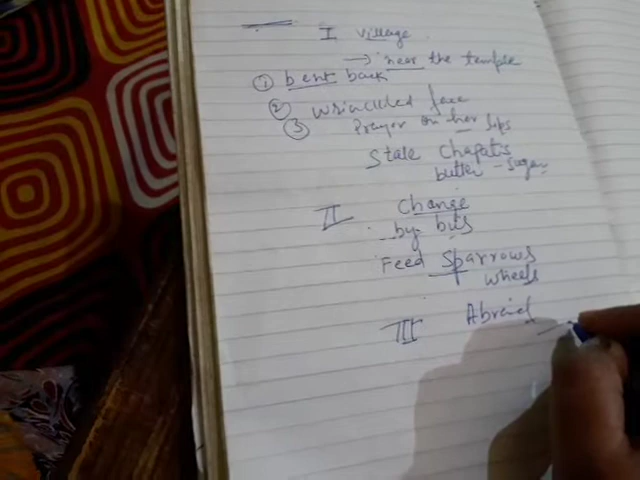 I village
→ near the temple
① bent back
② wrinckled face
③ Prayer on her lips
Stale Chapatis
butter - Sugar
II Change
by bits
Feed Sparrows
wheels
III Abroad